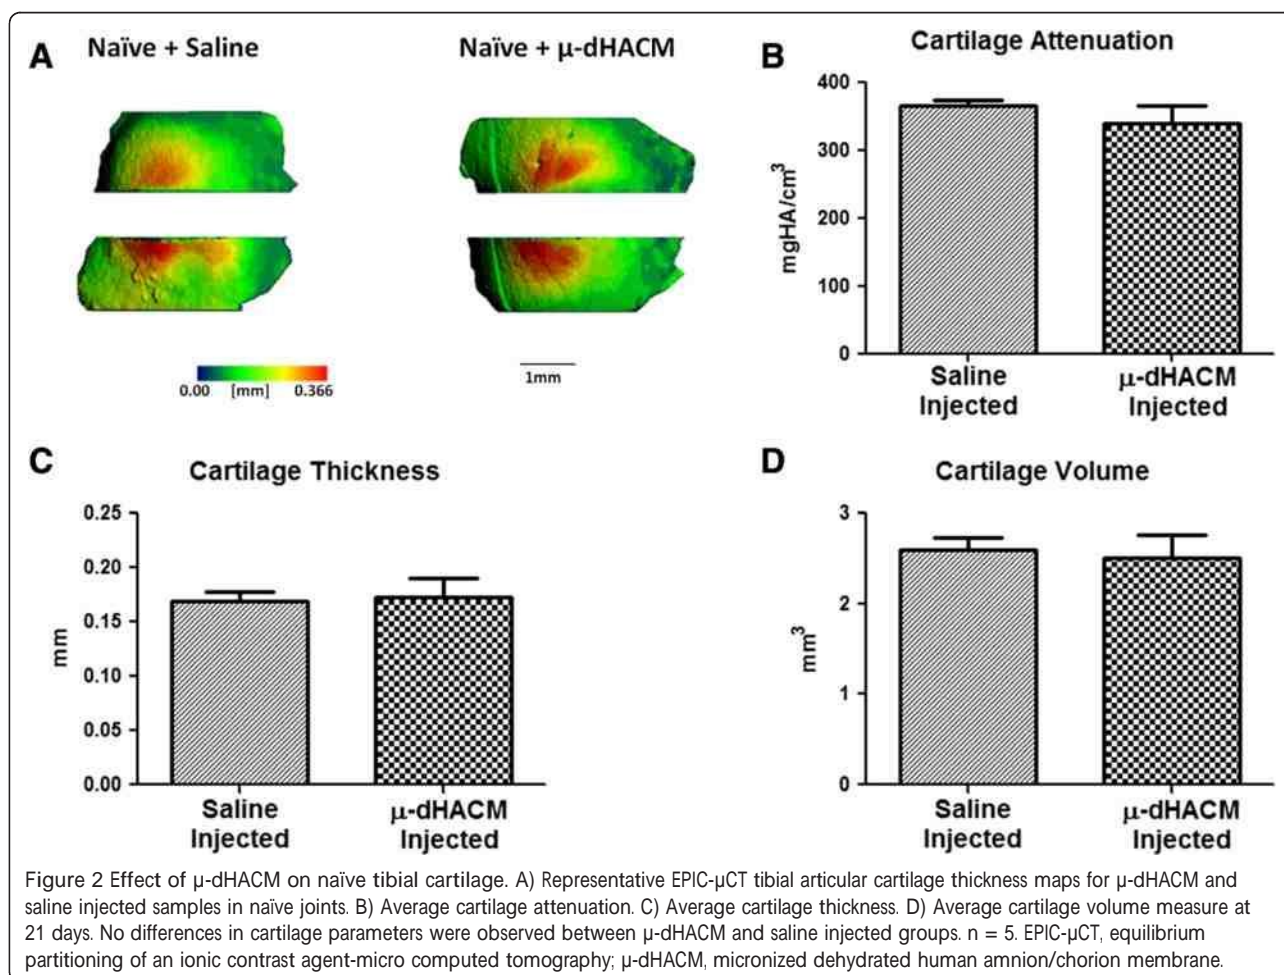 A
Naïve + Saline
Naïve + µ-dHACM
0.00 [mm] 0.366
1mm
B
Cartilage Attenuation
400
300
200
100
0
mgHA/cm³
Saline
Injected
µ-dHACM
Injected
C
Cartilage Thickness
0.25
0.20
0.15
0.10
0.05
0.00
mm
Saline
Injected
µ-dHACM
Injected
D
Cartilage Volume
3
2
1
0
mm³
Saline
Injected
µ-dHACM
Injected
Figure 2 Effect of µ-dHACM on naïve tibial cartilage. A) Representative EPIC-µCT tibial articular cartilage thickness maps for µ-dHACM and
saline injected samples in naïve joints. B) Average cartilage attenuation. C) Average cartilage thickness. D) Average cartilage volume measure at
21 days. No differences in cartilage parameters were observed between µ-dHACM and saline injected groups. n = 5. EPIC-µCT, equilibrium
partitioning of an ionic contrast agent-micro computed tomography; µ-dHACM, micronized dehydrated human amnion/chorion membrane.